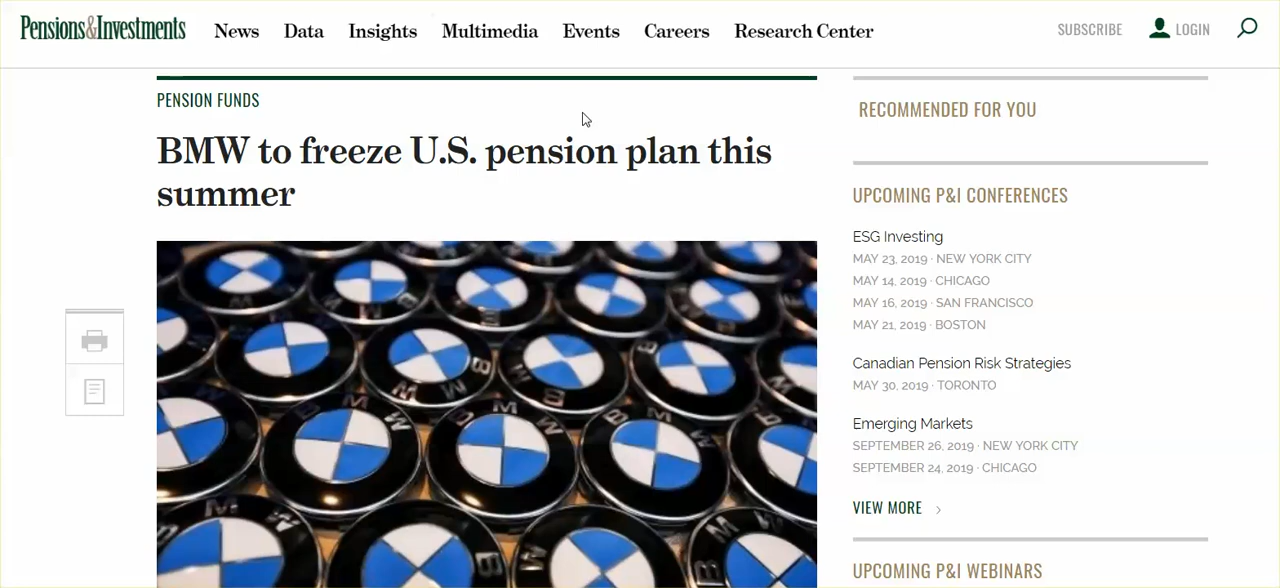 Pensions&Investments
News
Data
Insights
Multimedia
Events
Careers
Research Center
SUBSCRIBE
LOGIN
PENSION FUNDS
BMW to freeze U.S. pension plan this
summer
RECOMMENDED FOR YOU
UPCOMING P&I CONFERENCES
ESG Investing
MAY 23, 2019 · NEW YORK CITY
MAY 14, 2019 · CHICAGO
MAY 16, 2019 · SAN FRANCISCO
MAY 21, 2019 · BOSTON
Canadian Pension Risk Strategies
MAY 30, 2019 · TORONTO
Emerging Markets
SEPTEMBER 26, 2019 · NEW YORK CITY
SEPTEMBER 24, 2019 · CHICAGO
VIEW MORE
UPCOMING P&I WEBINARS